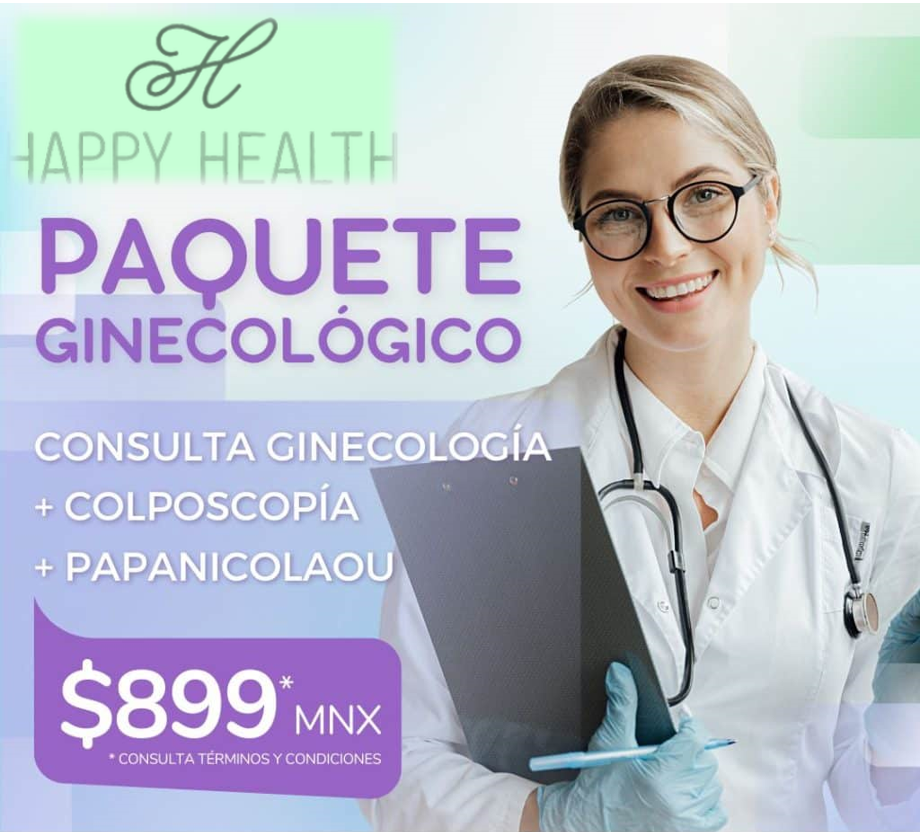 H
HAPPY HEALTH
PAQUETE
GINECOLÓGICO
CONSULTA GINECOLOGÍA
+ COLPOSCOPÍA
+ PAPANICOLAOU
$899* MNX
* CONSULTA TÉRMINOS Y CONDICIONES